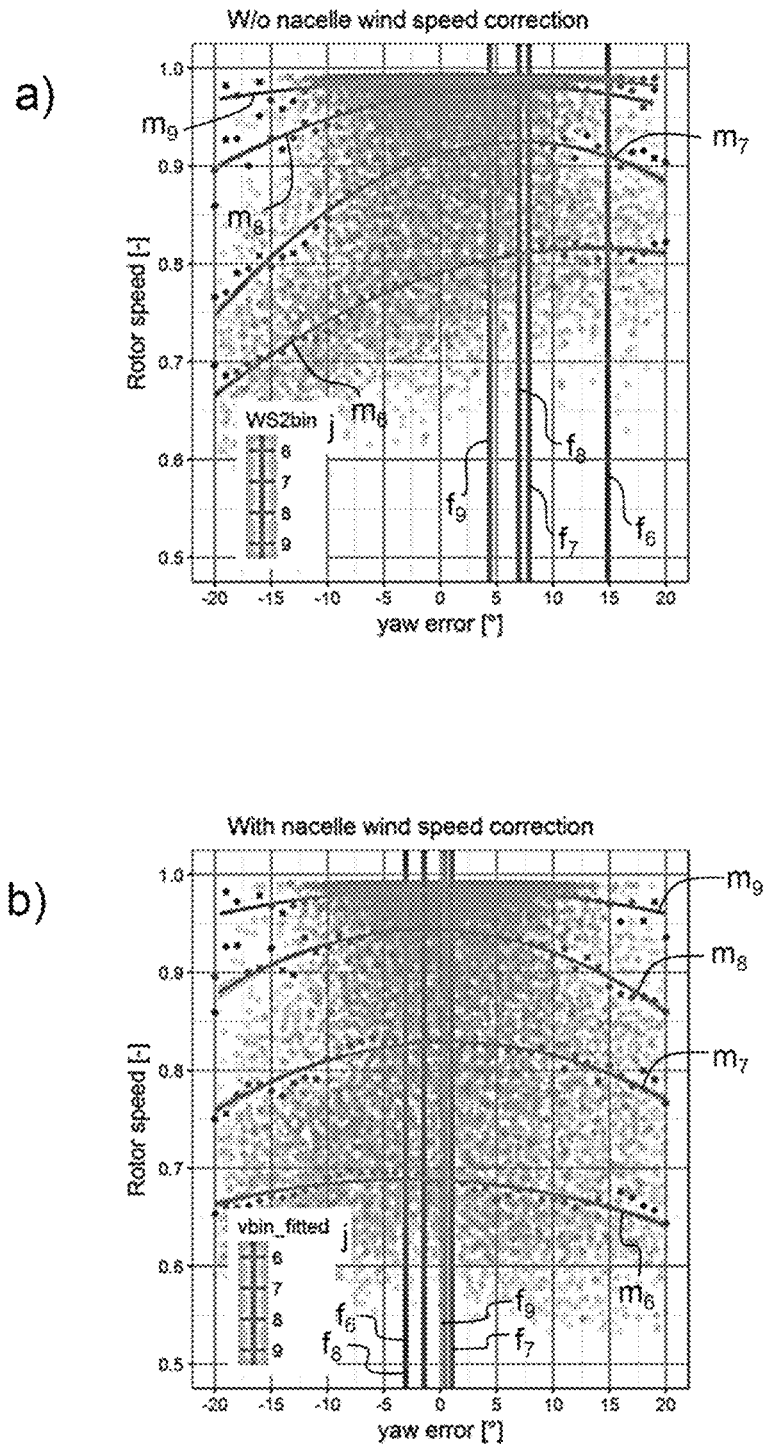 W/o nacelle wind speed correction
a)
1.0
0.9
0.8
0.7
0.6
0.5
Rotor speed [-]
m9
m8
m7
m6
WS2bin j
6
7
8
9
f9
f8
f7
f6
-20 -15 -10 -5 0 5 10 15 20
yaw error [°]
With nacelle wind speed correction
b)
1.0
0.9
0.8
0.7
0.6
0.5
Rotor speed [-]
m9
m8
m7
m6
vbin_fitted j
6
7
8
9
f6
f8
f9
f7
-20 -15 -10 -5 0 5 10 15 20
yaw error [°]